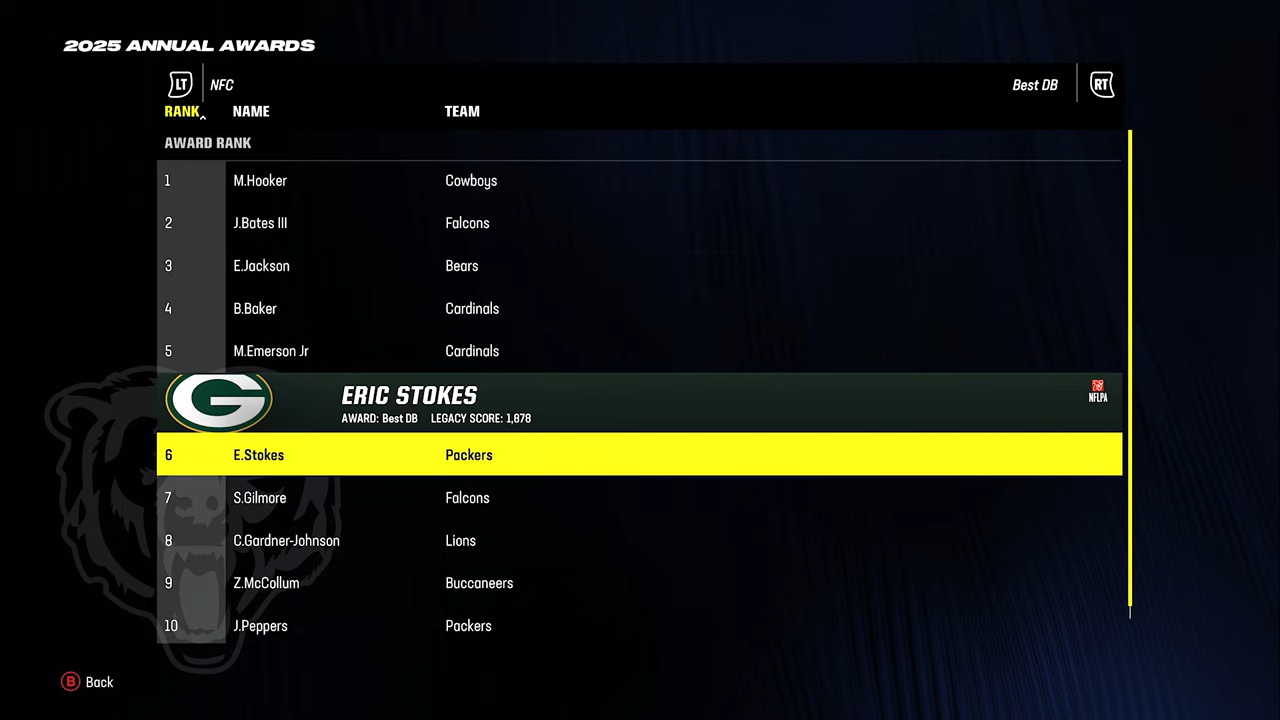 2025 ANNUAL AWARDS
LT NFC Best DB RT
RANK NAME TEAM
AWARD RANK
1 M.Hooker Cowboys
2 J.Bates III Falcons
3 E.Jackson Bears
4 B.Baker Cardinals
5 M.Emerson Jr Cardinals
G ERIC STOKES
AWARD: Best DB LEGACY SCORE: 1,878
NFLPA
6 E.Stokes Packers
7 S.Gilmore Falcons
8 C.Gardner-Johnson Lions
9 Z.McCollum Buccaneers
10 J.Peppers Packers
B Back